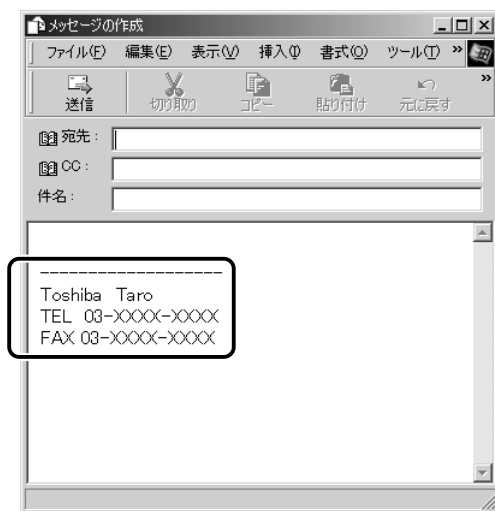 メッセージの作成
ファイル(F) 編集(E) 表示(V) 挿入(I) 書式(O) ツール(T) »
送信 切り取り コピー 貼り付け 元に戻す »
宛先:
CC:
件名:
--------------------
Toshiba Taro
TEL 03-XXXX-XXXX
FAX 03-XXXX-XXXX